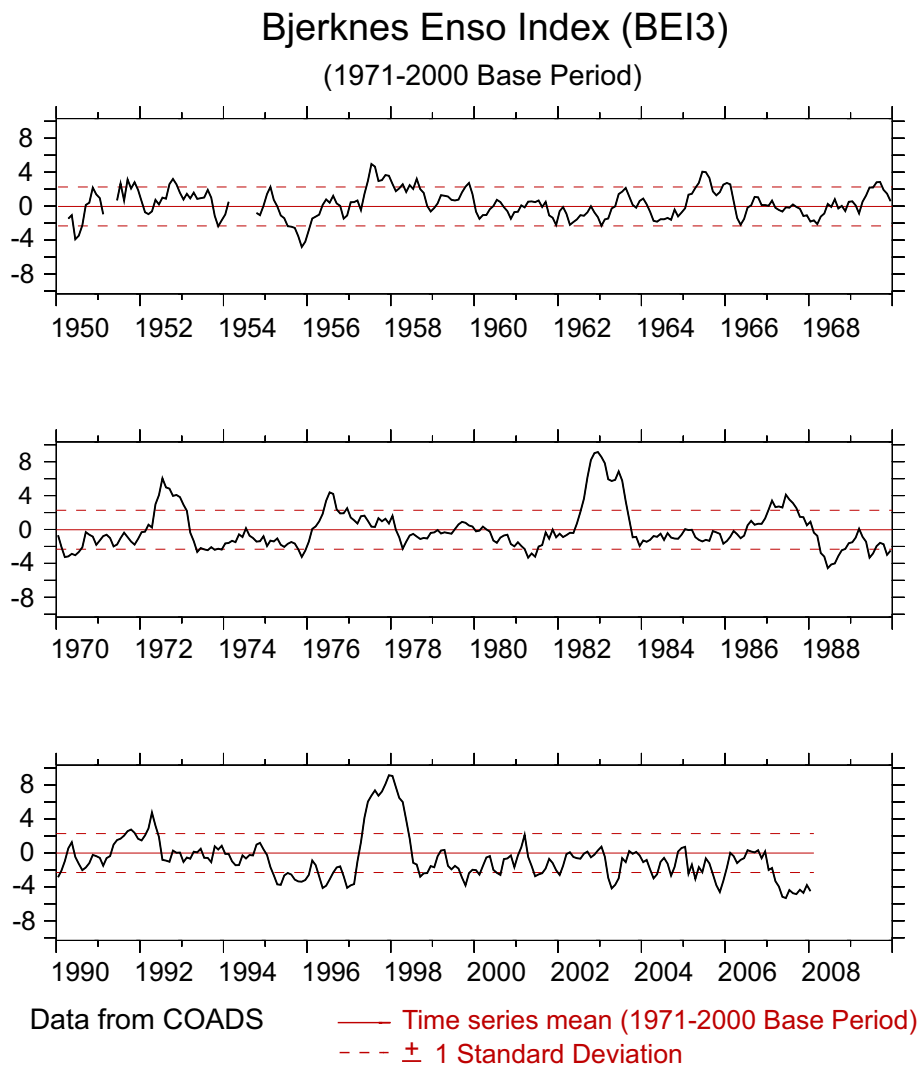 Bjerknes Enso Index (BEI3)
(1971-2000 Base Period)
8
4
0
-4
-8
1950 1952 1954 1956 1958 1960 1962 1964 1966 1968
8
4
0
-4
-8
1970 1972 1974 1976 1978 1980 1982 1984 1986 1988
8
4
0
-4
-8
1990 1992 1994 1996 1998 2000 2002 2004 2006 2008
Data from COADS
Time series mean (1971-2000 Base Period)
± 1 Standard Deviation